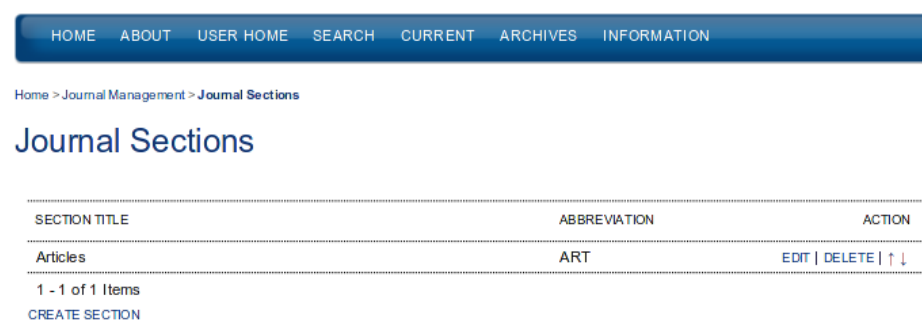 HOME ABOUT USER HOME SEARCH CURRENT ARCHIVES INFORMATION
Home > Journal Management > Journal Sections
Journal Sections
SECTION TITLE ABBREVIATION ACTION
Articles ART EDIT | DELETE | ↑ ↓
1 - 1 of 1 Items
CREATE SECTION